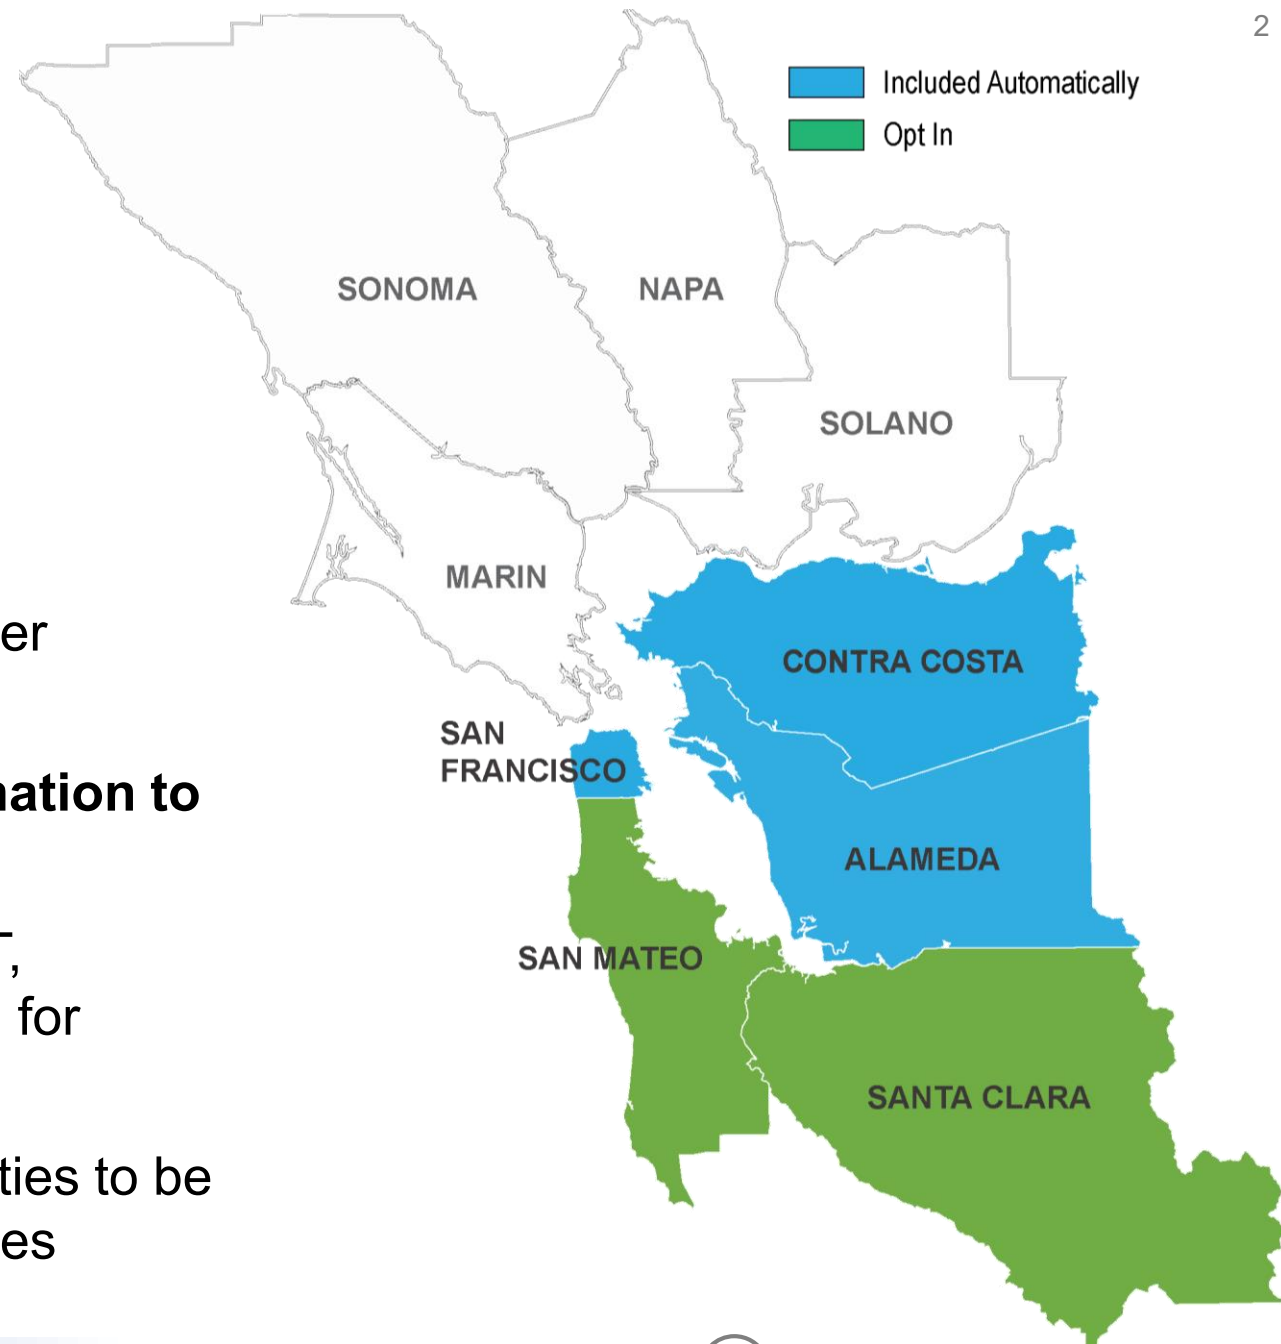 2
Included Automatically
Opt In
SONOMA
NAPA
SOLANO
MARIN
CONTRA COSTA
SAN
FRANCISCO
ALAMEDA
SAN MATEO
SANTA CLARA
er
nation to
,
for
ties to be
es